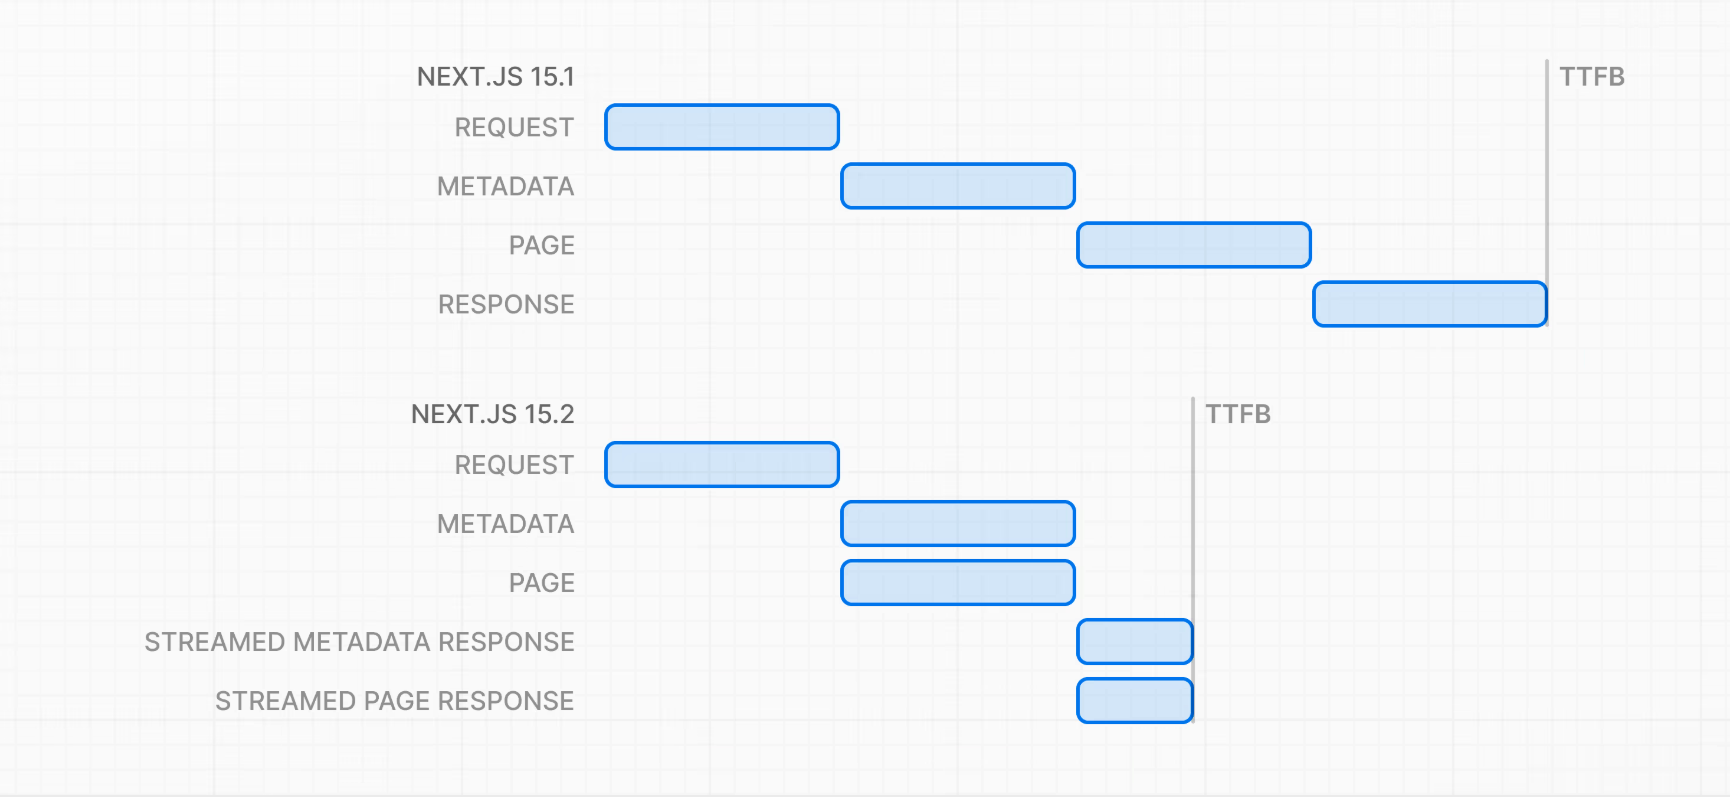 NEXT.JS 15.1
TTFB
REQUEST
METADATA
PAGE
RESPONSE
NEXT.JS 15.2
TTFB
REQUEST
METADATA
PAGE
STREAMED METADATA RESPONSE
STREAMED PAGE RESPONSE